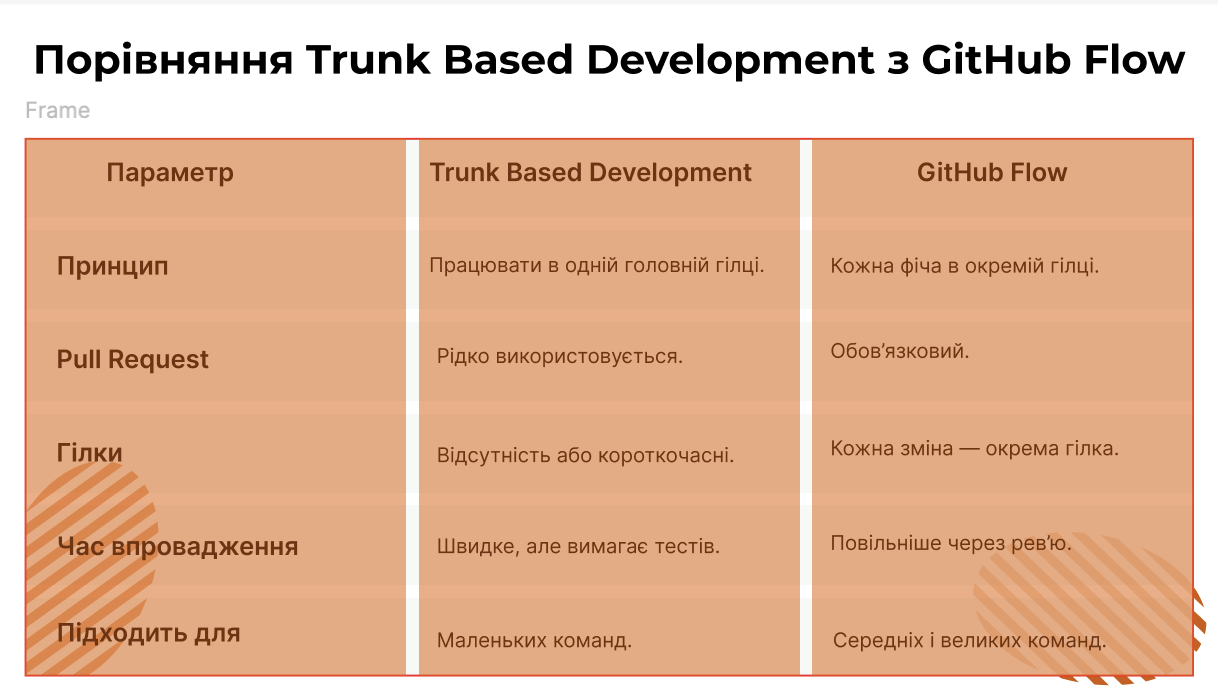 Порівняння Trunk Based Development з GitHub Flow
Frame
Параметр Trunk Based Development GitHub Flow
Принцип Працювати в одній головній гілці. Кожна фіча в окремій гілці.
Pull Request Рідко використовується. Обов’язковий.
Гілки Відсутність або короткочасні. Кожна зміна — окрема гілка.
Час впровадження Швидке, але вимагає тестів. Повільніше через рев’ю.
Підходить для Маленьких команд. Середніх і великих команд.